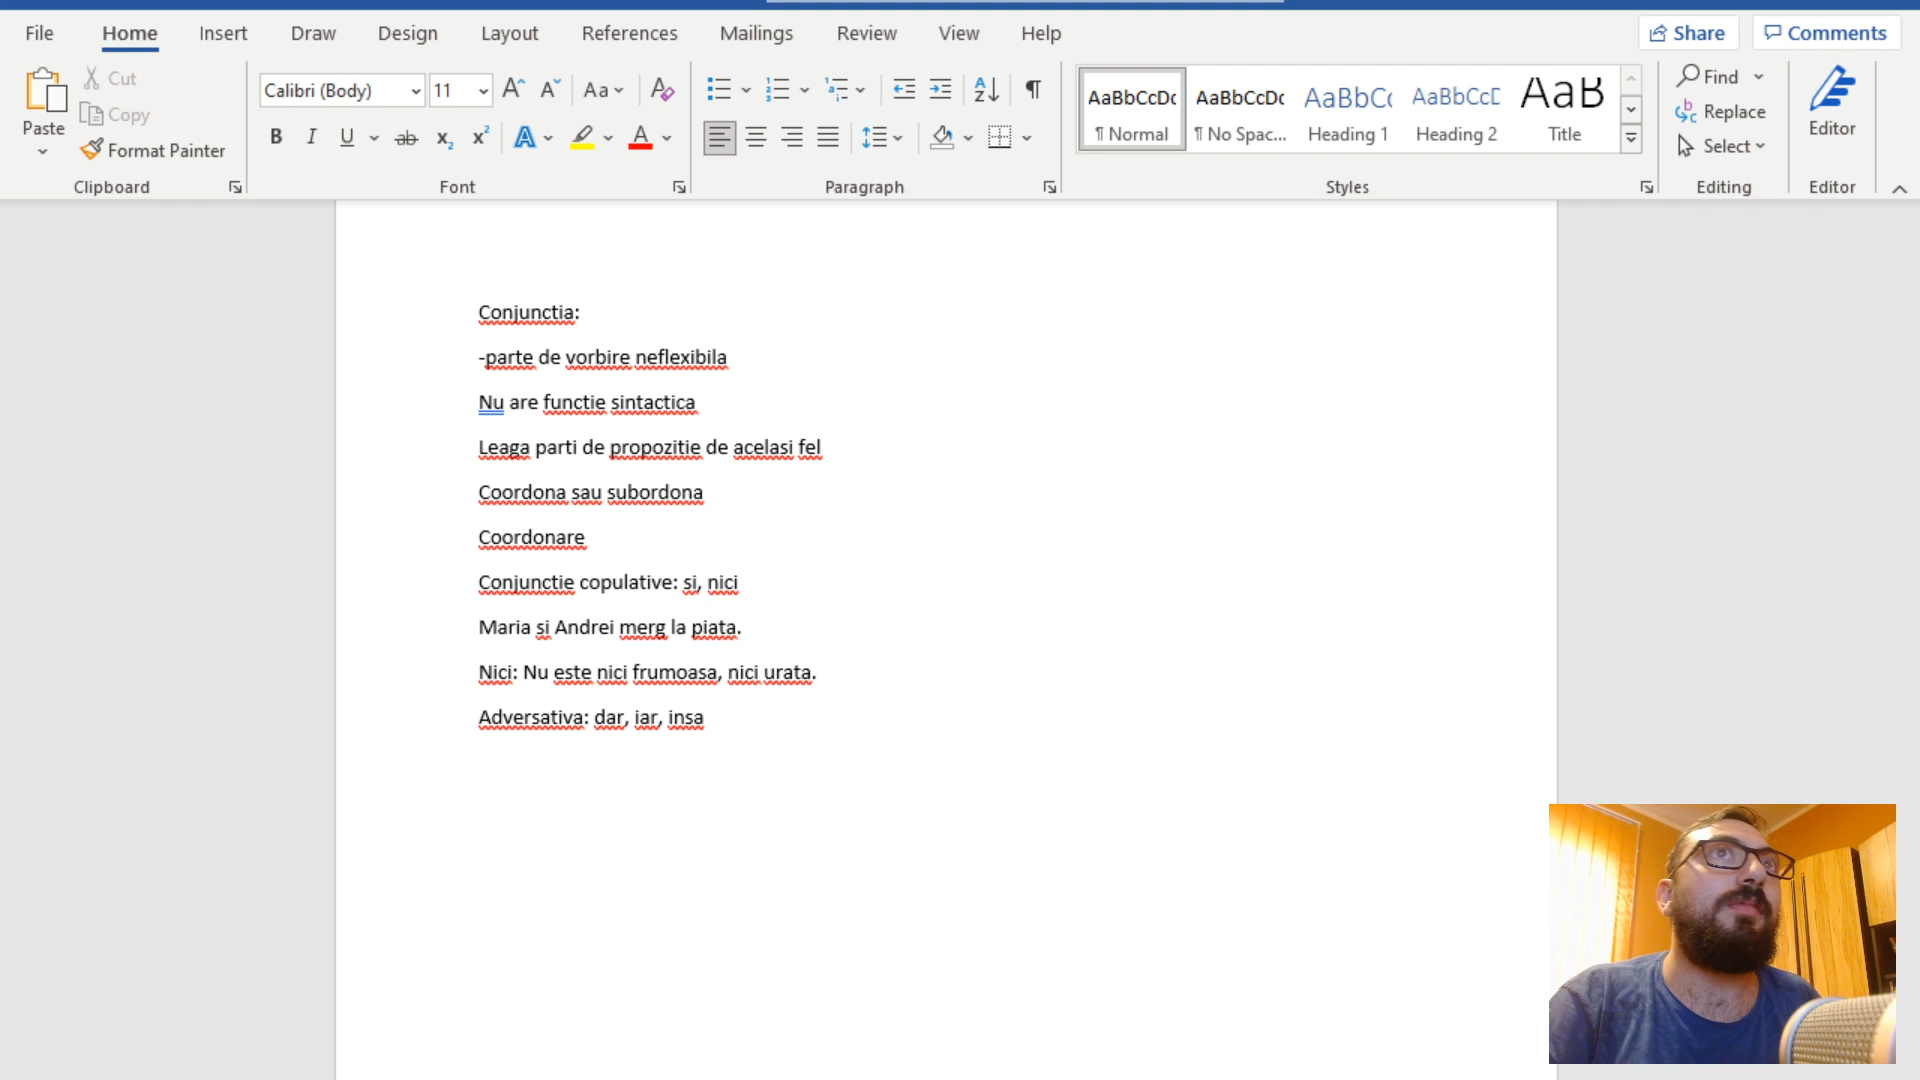 File Home Insert Draw Design Layout References Mailings Review View Help Share Comments
Paste Cut Copy Format Painter Clipboard
Calibri (Body) 11 Aa A
B I U ab x₂ x² A A
Font
Paragraph
AaBbCcDc AaBbCcDc AaBbCc AaBbCcD AaB
¶ Normal ¶ No Spac... Heading 1 Heading 2 Title
Styles
Find
Replace
Select
Editing
Editor
Editor
Conjunctia:
-parte de vorbire neflexibila
Nu are functie sintactica
Leaga parti de propozitie de acelasi fel
Coordona sau subordona
Coordonare
Conjunctie copulative: si, nici
Maria si Andrei merg la piata.
Nici: Nu este nici frumoasa, nici urata.
Adversativa: dar, iar, insa